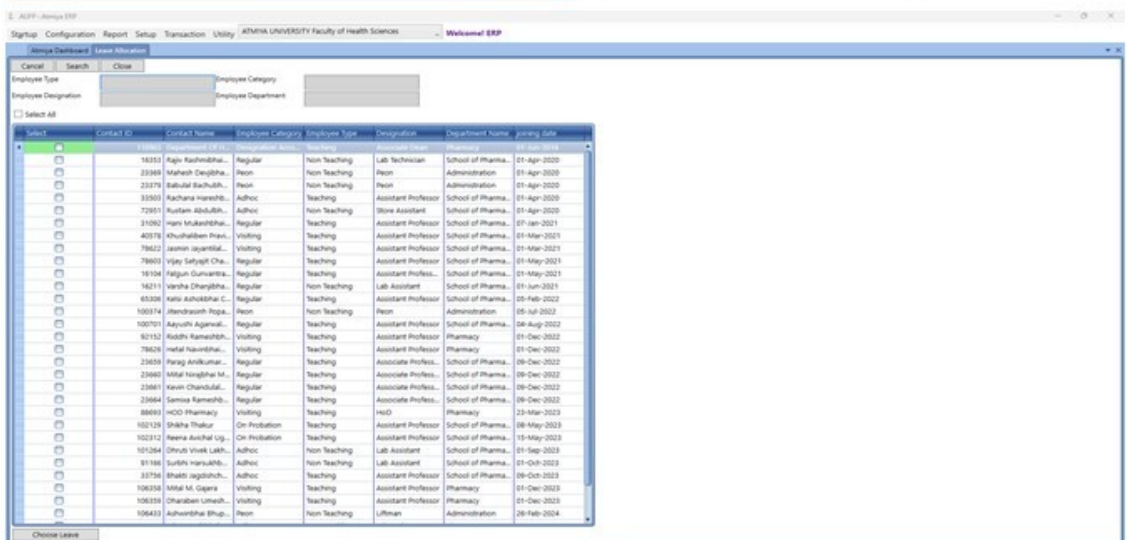 AUPP - Atmiya ERP
Startup Configuration Report Setup Transaction Utility ATMIYA UNIVERSITY Faculty of Health Sciences Welcome! ERP
Atmiya Dashboard Leave Allocation
Cancel Search Close
Employee Type Employee Category
Employee Designation Employee Department
Select All
Select Contact ID Contact Name Employee Category Employee Type Designation Department Name joining date
Department Of H... Designation Asso... Teaching Associate Dean Pharmacy 01-Jun-2016
16353 Rajiv Rashmibhai... Regular Non Teaching Lab Technician School of Pharma... 01-Apr-2020
23369 Mahesh Devjibha... Peon Non Teaching Peon Administration 01-Apr-2020
23379 Babulal Bachubh... Peon Non Teaching Peon Administration 01-Apr-2020
33503 Rachana Hareshb... Adhoc Teaching Assistant Professor School of Pharma... 01-Apr-2020
72951 Rustam Abdulbh... Adhoc Non Teaching Store Assistant School of Pharma... 01-Apr-2020
31092 Hani Mukeshbhai... Regular Teaching Assistant Professor School of Pharma... 07-Jan-2021
40578 Khushaliben Pravi... Visiting Teaching Assistant Professor School of Pharma... 01-Mar-2021
78622 Jasmin Jayantilal... Visiting Teaching Assistant Professor School of Pharma... 01-Mar-2021
78603 Vijay Satyajit Cha... Regular Teaching Assistant Professor School of Pharma... 01-May-2021
16104 Falgun Gunvantra... Regular Teaching Assistant Profess... School of Pharma... 01-May-2021
16211 Varsha Dhanjibha... Regular Non Teaching Lab Assistant School of Pharma... 01-Jun-2021
65308 Kelsi Ashokbhai C... Regular Teaching Assistant Professor School of Pharma... 05-Feb-2022
100374 Jitendrasinh Popa... Peon Non Teaching Peon Administration 05-Jul-2022
100701 Aayushi Agarwal... Regular Teaching Assistant Professor School of Pharma... 08-Aug-2022
92152 Riddhi Rameshbh... Visiting Teaching Assistant Professor Pharmacy 01-Dec-2022
78626 Hetal Navinbhai... Visiting Teaching Assistant Professor Pharmacy 01-Dec-2022
23659 Parag Anilkumar... Regular Teaching Associate Profess... School of Pharma... 09-Dec-2022
23660 Mital Nirajbhai M... Regular Teaching Associate Profess... School of Pharma... 09-Dec-2022
23661 Kevin Chandulal... Regular Teaching Associate Profess... School of Pharma... 09-Dec-2022
23664 Samixa Rameshb... Regular Teaching Associate Profess... School of Pharma... 09-Dec-2022
88693 HOD Pharmacy Visiting Teaching HoD Pharmacy 23-Mar-2023
102129 Shikha Thakur On Probation Teaching Assistant Professor School of Pharma... 08-May-2023
102312 Reena Avichal Ug... On Probation Teaching Assistant Professor School of Pharma... 15-May-2023
101264 Dhruti Vivek Lakh... Adhoc Non Teaching Lab Assistant School of Pharma... 01-Sep-2023
91166 Surbhi Harsukhb... Adhoc Non Teaching Lab Assistant School of Pharma... 01-Oct-2023
33756 Bhakti Jagdishch... Adhoc Teaching Assistant Professor School of Pharma... 09-Oct-2023
106358 Mital M. Gajera Visiting Teaching Assistant Professor Pharmacy 01-Dec-2023
106359 Dharaben Umesh... Visiting Teaching Assistant Professor Pharmacy 01-Dec-2023
106433 Ashwinbhai Bhup... Peon Non Teaching Liftman Administration 26-Feb-2024
Choose Leave